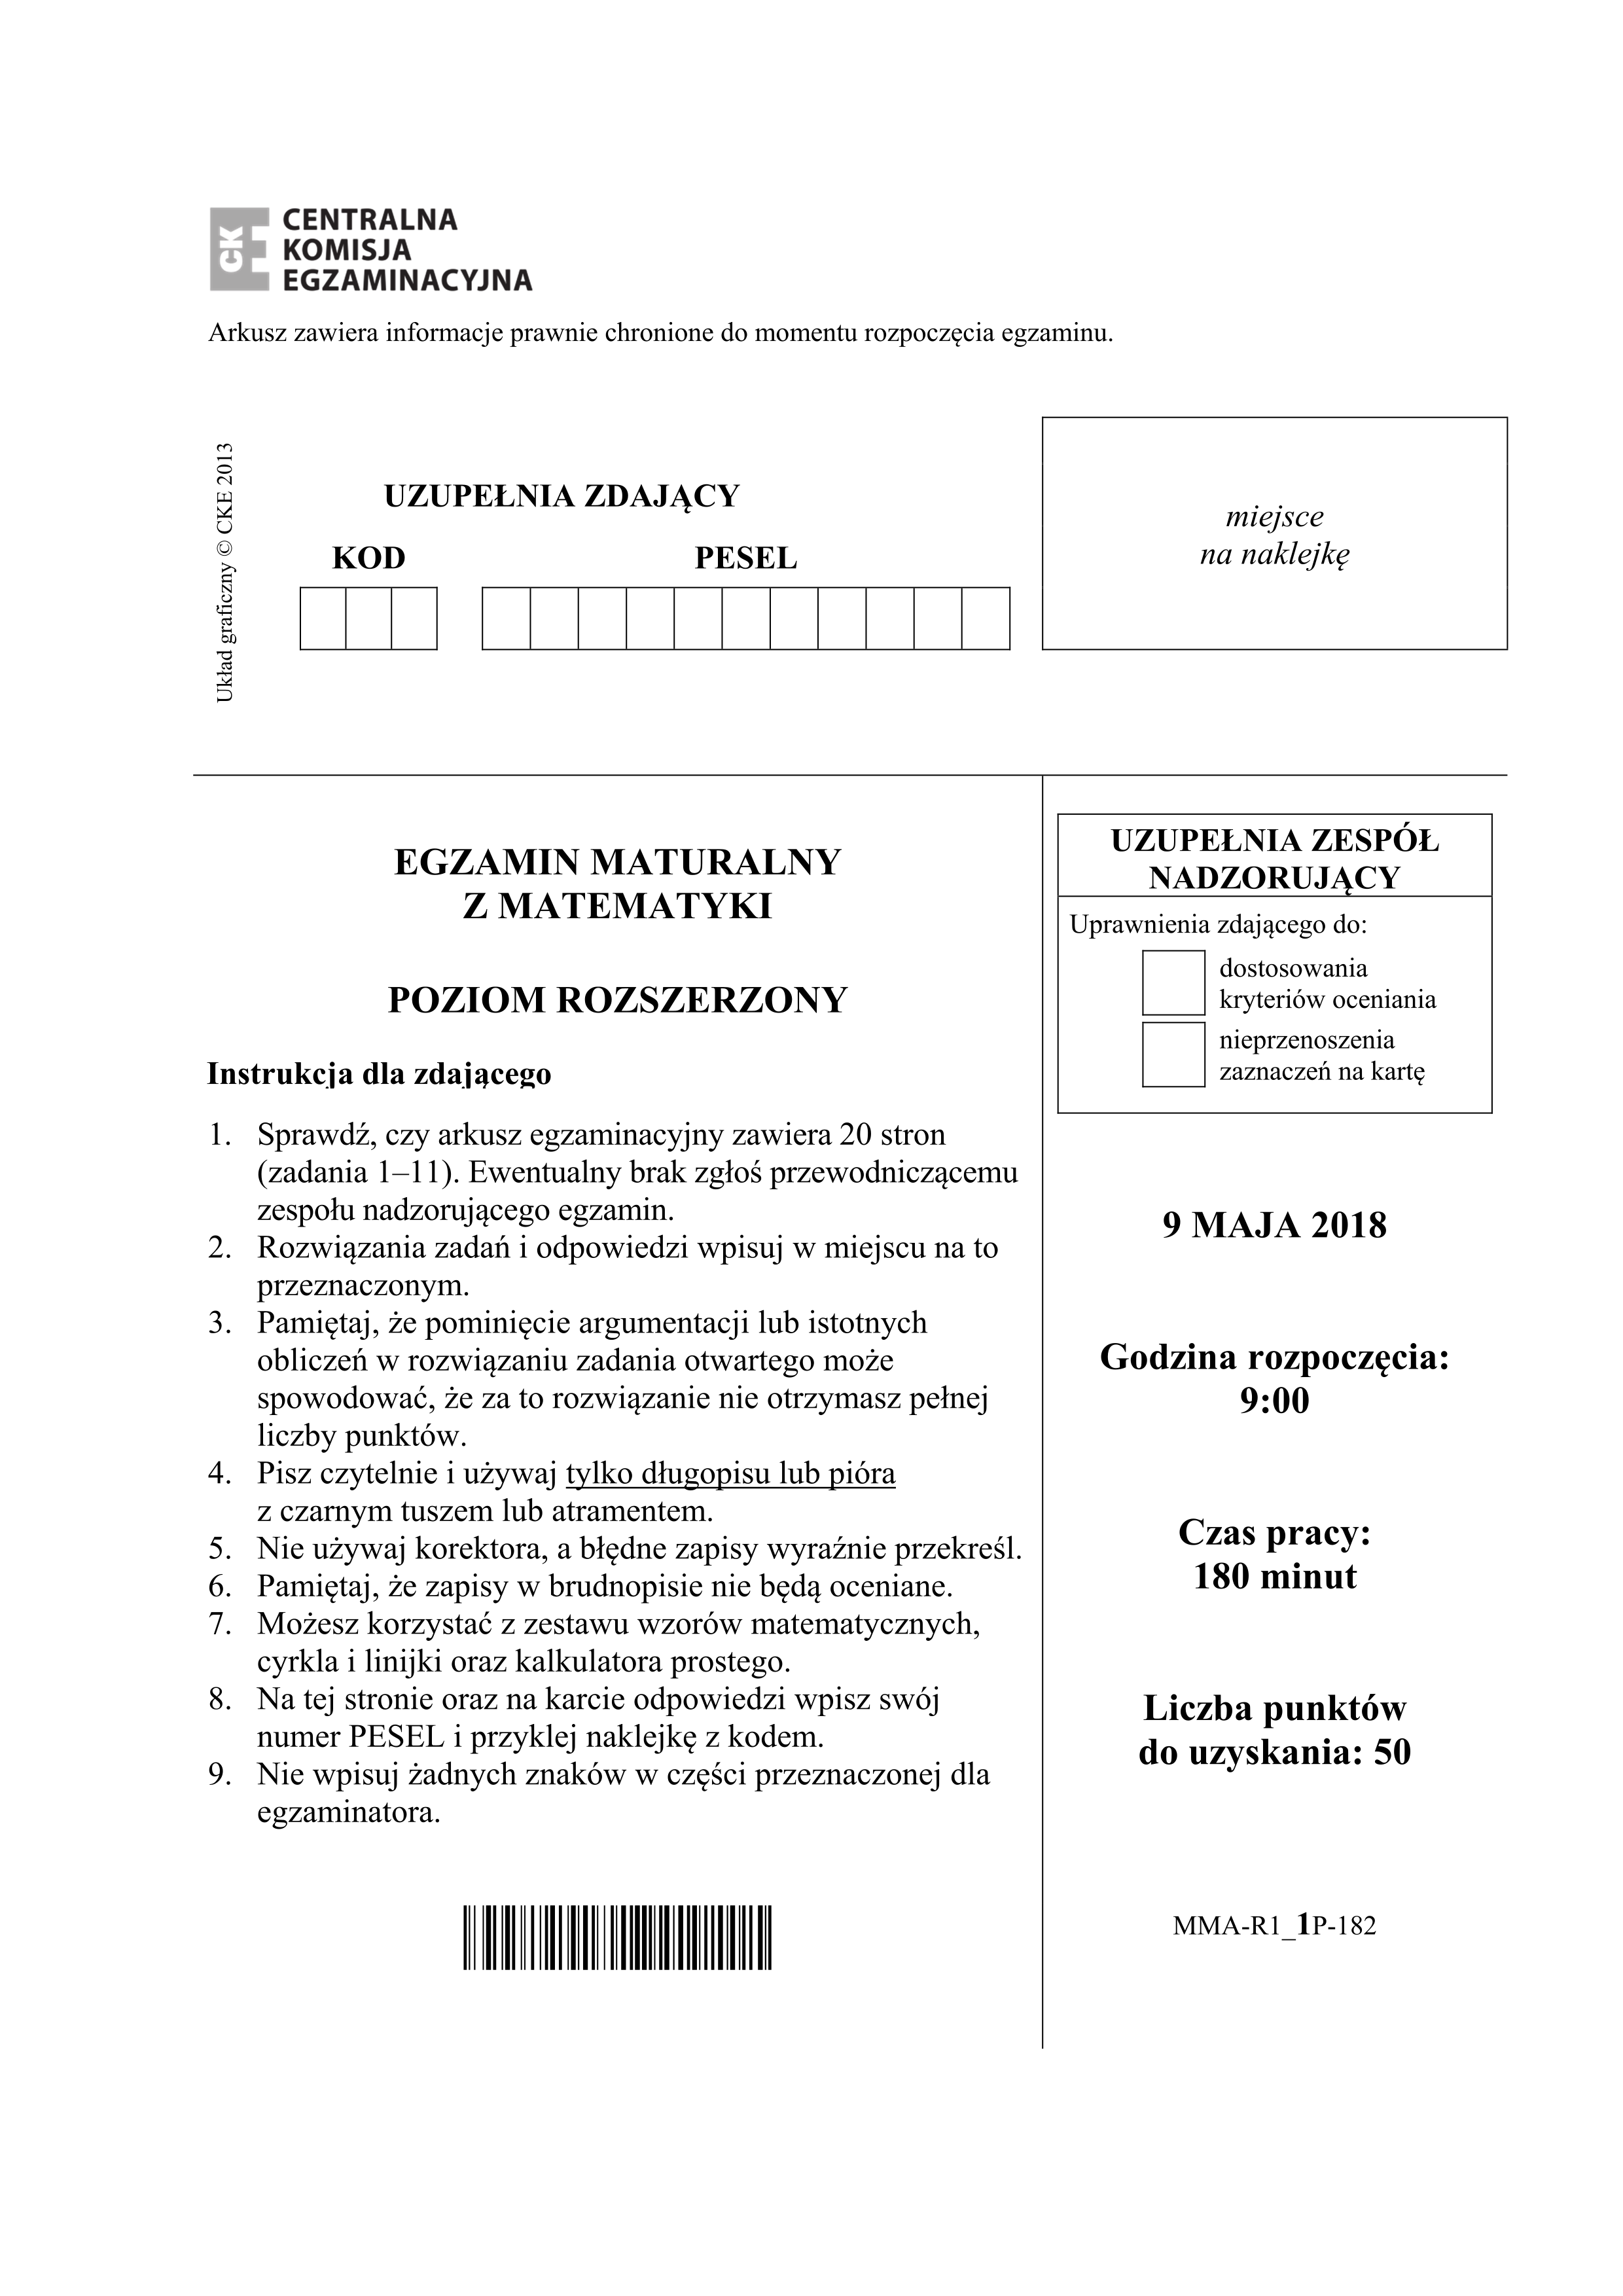 CK
CENTRALNA
KOMISJA
EGZAMINACYJNA
Arkusz zawiera informacje prawnie chronione do momentu rozpoczęcia egzaminu.
Układ graficzny © CKE 2013
UZUPEŁNIA ZDAJĄCY
KOD PESEL
miejsce
na naklejkę
EGZAMIN MATURALNY
Z MATEMATYKI
POZIOM ROZSZERZONY
Instrukcja dla zdającego
1. Sprawdź, czy arkusz egzaminacyjny zawiera 20 stron
(zadania 1–11). Ewentualny brak zgłoś przewodniczącemu
zespołu nadzorującego egzamin.
2. Rozwiązania zadań i odpowiedzi wpisuj w miejscu na to
przeznaczonym.
3. Pamiętaj, że pominięcie argumentacji lub istotnych
obliczeń w rozwiązaniu zadania otwartego może
spowodować, że za to rozwiązanie nie otrzymasz pełnej
liczby punktów.
4. Pisz czytelnie i używaj tylko długopisu lub pióra
z czarnym tuszem lub atramentem.
5. Nie używaj korektora, a błędne zapisy wyraźnie przekreśl.
6. Pamiętaj, że zapisy w brudnopisie nie będą oceniane.
7. Możesz korzystać z zestawu wzorów matematycznych,
cyrkla i linijki oraz kalkulatora prostego.
8. Na tej stronie oraz na karcie odpowiedzi wpisz swój
numer PESEL i przyklej naklejkę z kodem.
9. Nie wpisuj żadnych znaków w części przeznaczonej dla
egzaminatora.
UZUPEŁNIA ZESPÓŁ
NADZORUJĄCY
Uprawnienia zdającego do:
dostosowania
kryteriów oceniania
nieprzenoszenia
zaznaczeń na kartę
9 MAJA 2018
Godzina rozpoczęcia:
9:00
Czas pracy:
180 minut
Liczba punktów
do uzyskania: 50
MMA-R1_1P-182